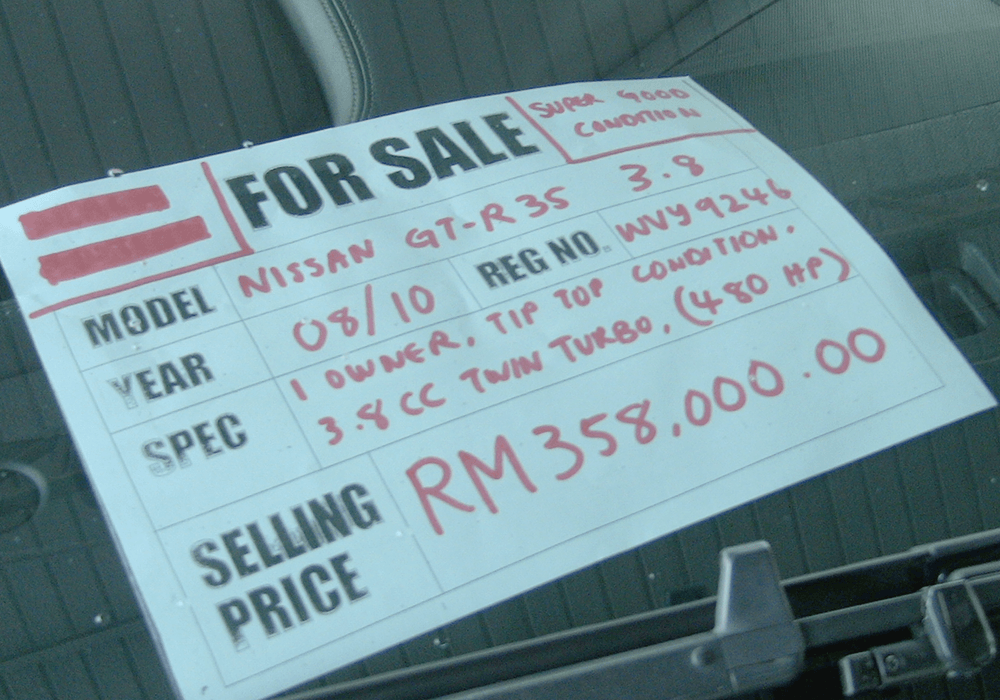 FOR SALE
SUPER GOOD
CONDITION
MODEL NISSAN GT-R35 3.8
YEAR 08/10 REG NO. WVY9246
SPEC 1 OWNER, TIP TOP CONDITION.
3.8CC TWIN TURBO, (480 HP)
SELLING
PRICE
RM358,000.00